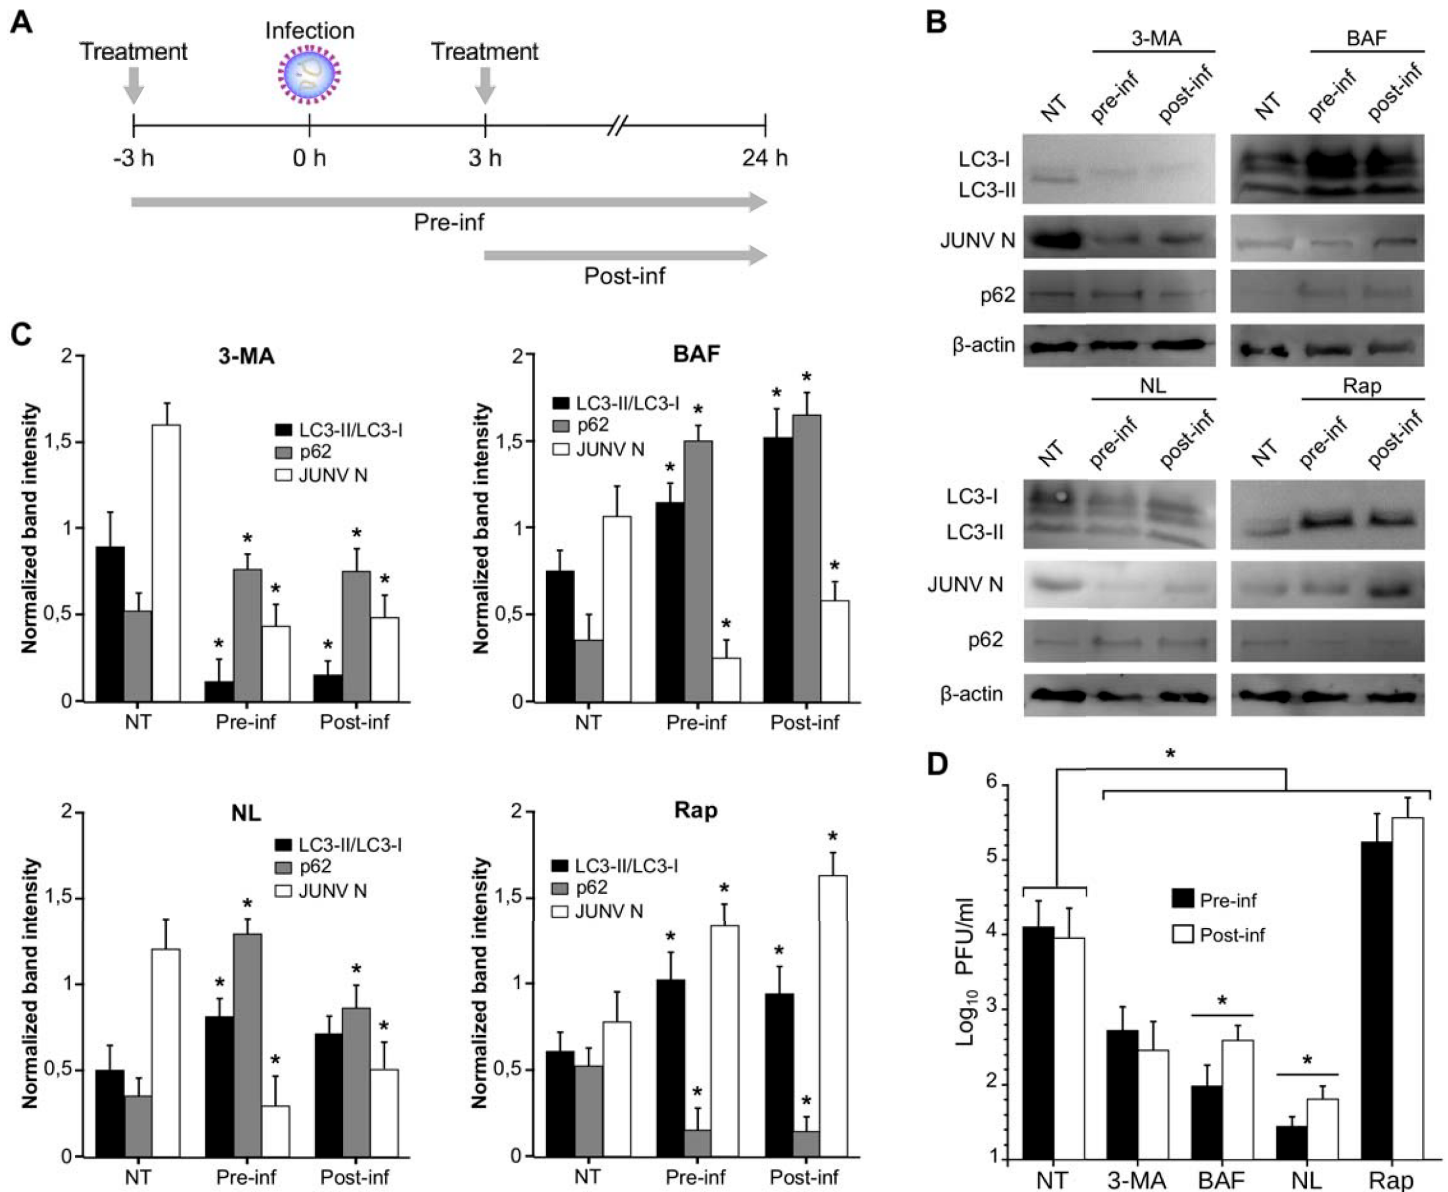 A
Infection
Treatment Treatment
-3 h 0 h 3 h 24 h
Pre-inf
Post-inf
B
3-MA BAF
NT pre-inf post-inf NT pre-inf post-inf
LC3-I
LC3-II
JUNV N
p62
β-actin
NL Rap
NT pre-inf post-inf NT pre-inf post-inf
LC3-I
LC3-II
JUNV N
p62
β-actin
C
3-MA
Normalized band intensity
2
1,5
1
0,5
0
LC3-II/LC3-I
p62
JUNV N
* * * * * *
NT Pre-inf Post-inf
BAF
Normalized band intensity
2
1,5
1
0,5
0
LC3-II/LC3-I
p62
JUNV N
* * * * * *
NT Pre-inf Post-inf
NL
Normalized band intensity
2
1,5
1
0,5
0
LC3-II/LC3-I
p62
JUNV N
* * * * *
NT Pre-inf Post-inf
Rap
Normalized band intensity
2
1,5
1
0,5
0
LC3-II/LC3-I
p62
JUNV N
* * * * * *
NT Pre-inf Post-inf
D
*
Log10 PFU/ml
6
5
4
3
2
1
Pre-inf
Post-inf
* *
NT 3-MA BAF NL Rap